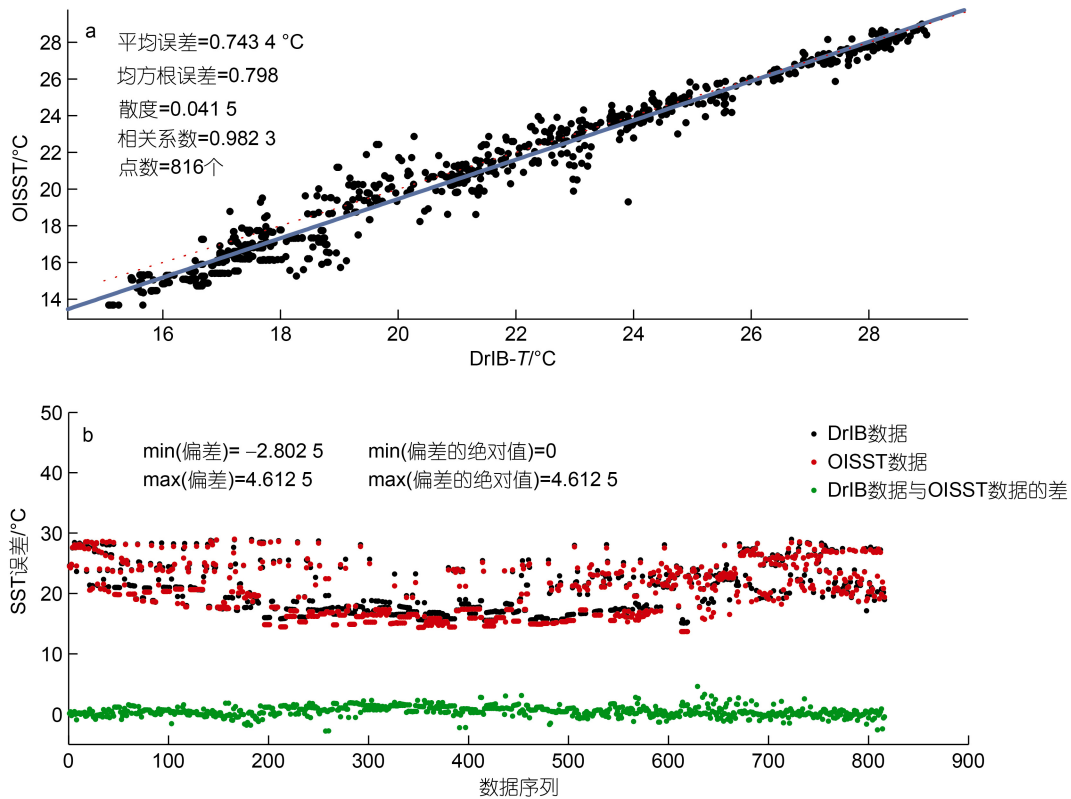 a
平均误差=0.743 4 °C
均方根误差=0.798
散度=0.041 5
相关系数=0.982 3
点数=816个
OISST/°C
28
26
24
22
20
18
16
14
16
18
20
22
24
26
28
DrIB-T/°C
b
min(偏差)= −2.802 5
min(偏差的绝对值)=0
max(偏差)=4.612 5
max(偏差的绝对值)=4.612 5
DrIB数据
OISST数据
DrIB数据与OISST数据的差
SST误差/°C
50
40
30
20
10
0
0
100
200
300
400
500
600
700
800
900
数据序列